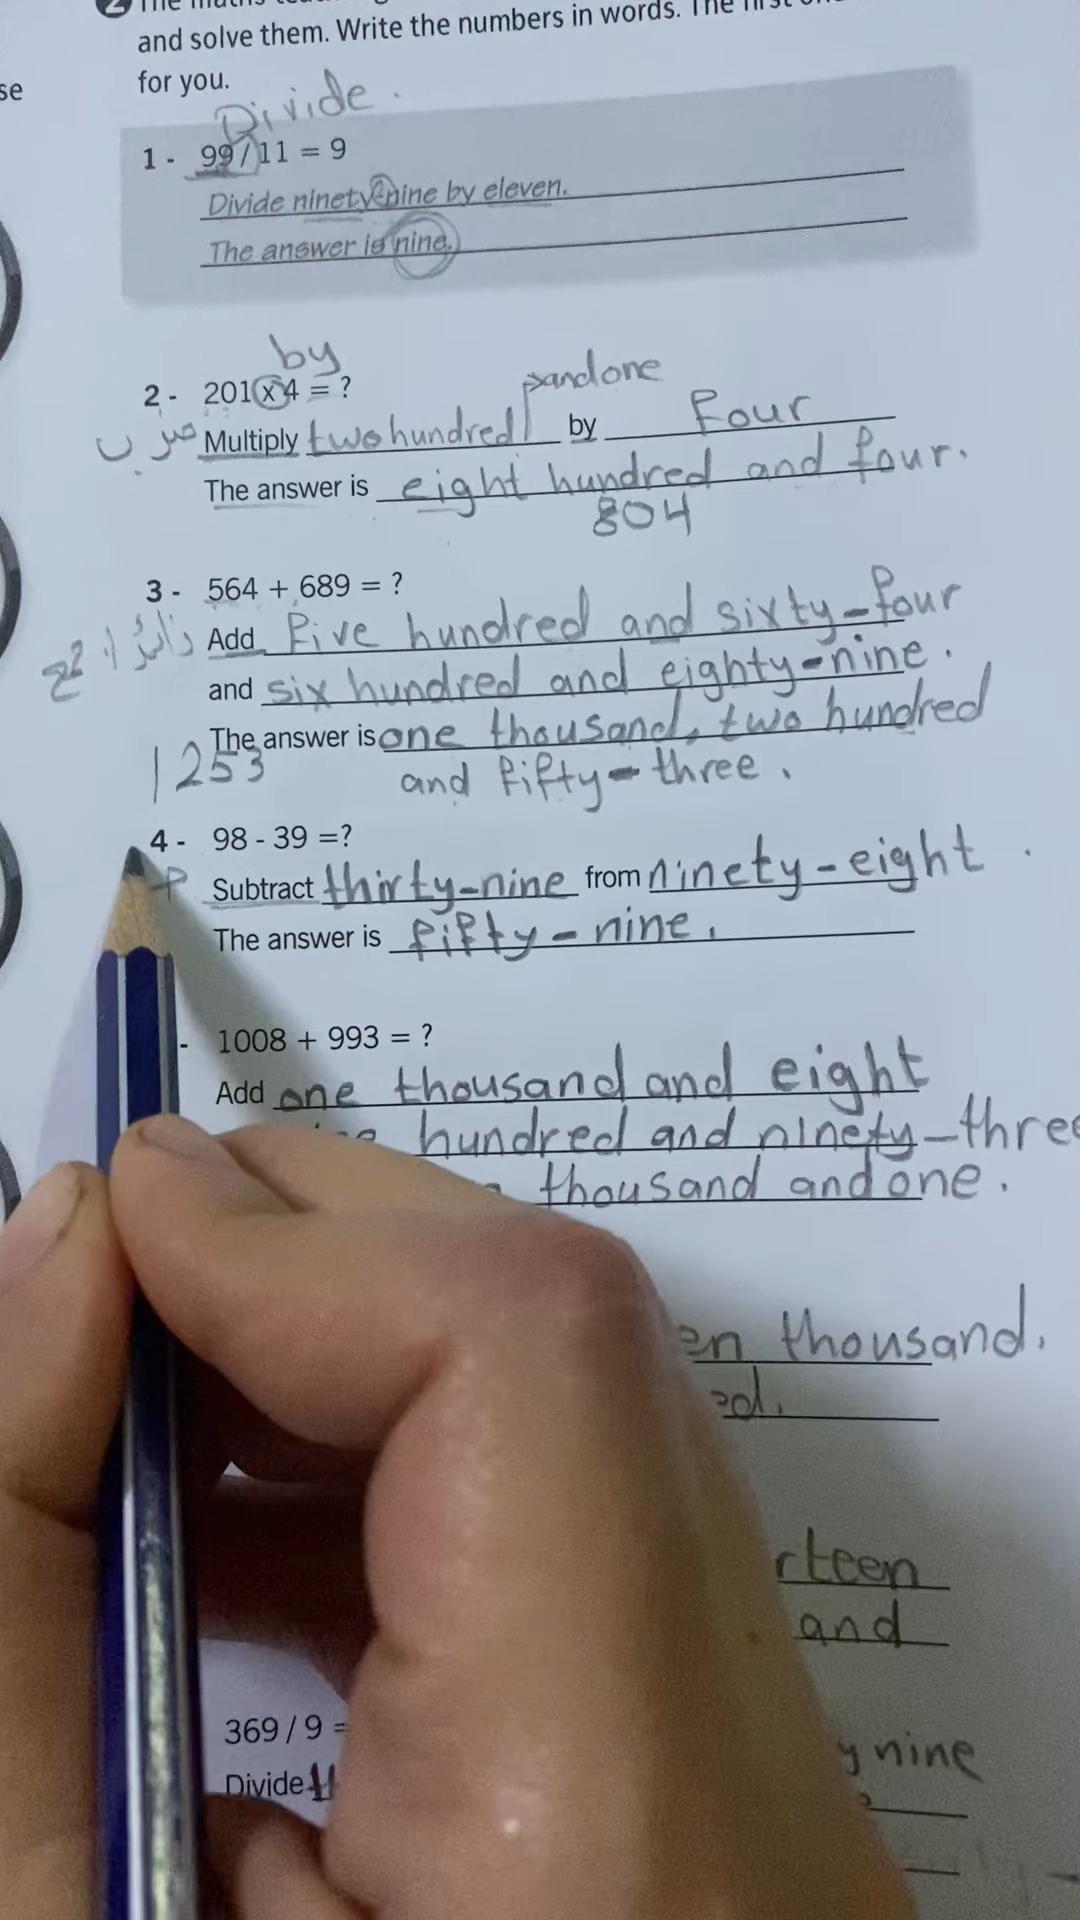 and solve them. Write the numbers in words. The first
for you.
se
Divide.
1 - 99 / 11 = 9
Divide ninety-nine by eleven.
The answer is nine.
by
2 - 201 x 4 = ?
and one
ضرب Multiply two hundred by four
The answer is eight hundred and four.
804
3 - 564 + 689 = ?
Add five hundred and sixty-four
and six hundred and eighty-nine.
The answer is one thousand, two hundred
1253 and fifty-three.
4 - 98 - 39 =?
Subtract thirty-nine from ninety-eight
The answer is fifty-nine.
- 1008 + 993 = ?
Add one thousand and eight
hundred and ninety-three
thousand and one.
thousand.
and
369 / 9 =
Divide
nine